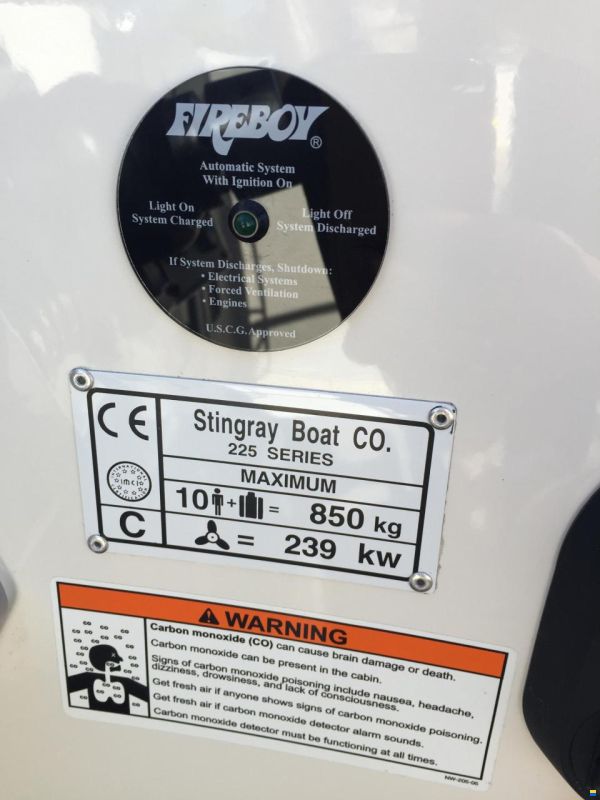 FIREBOY®
Automatic System
With Ignition On
Light On
System Charged
Light Off
System Discharged
If System Discharges, Shutdown:
• Electrical Systems
• Forced Ventilation
• Engines
U.S.C.G. Approved
CE
Stingray Boat CO.
225 SERIES
MAXIMUM
INTERNATIONAL
IMCI
10 + = 850 kg
C
= 239 kw
WARNING
Carbon monoxide (CO) can cause brain damage or death.
Carbon monoxide can be present in the cabin.
Signs of carbon monoxide poisoning include nausea, headache,
dizziness, drowsiness, and lack of consciousness.
Get fresh air if anyone shows signs of carbon monoxide poisoning.
Get fresh air if carbon monoxide detector alarm sounds.
Carbon monoxide detector must be functioning at all times.